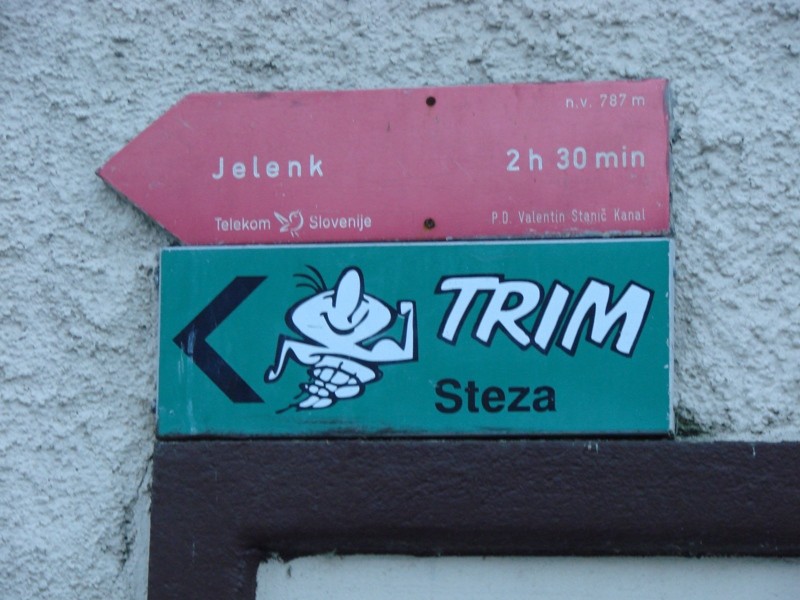 n.v. 787 m
Jelenk 2 h 30 min
Telekom Slovenije P.D. Valentin Stanič Kanal
TRIM
Steza